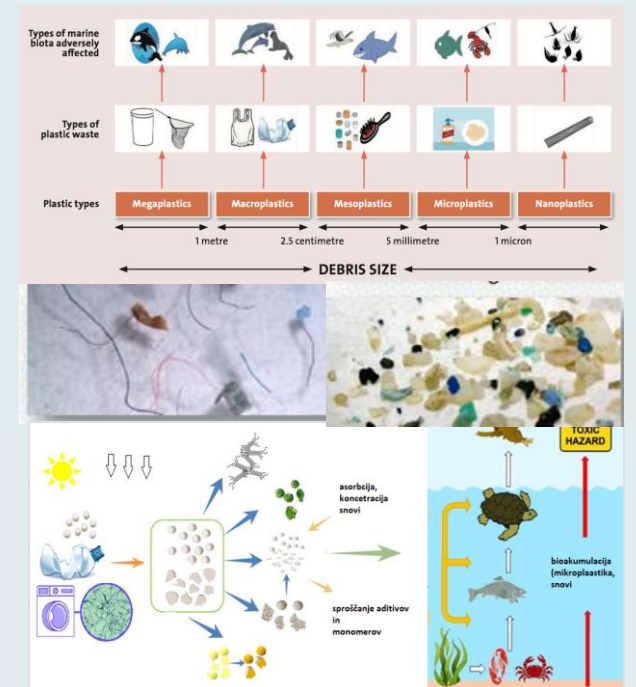 Types of marine
biota adversely
affected
Types of
plastic waste
Plastic types
Megaplastics
Macroplastics
Mesoplastics
Microplastics
Nanoplastics
1 metre
2.5 centimetre
5 millimetre
1 micron
DEBRIS SIZE
asorbcija,
koncetracija
snovi
sproščanje aditivov
in
monomerov
TOXIC
HAZARD
bioakumulacija
(mikroplaastika,
snovi